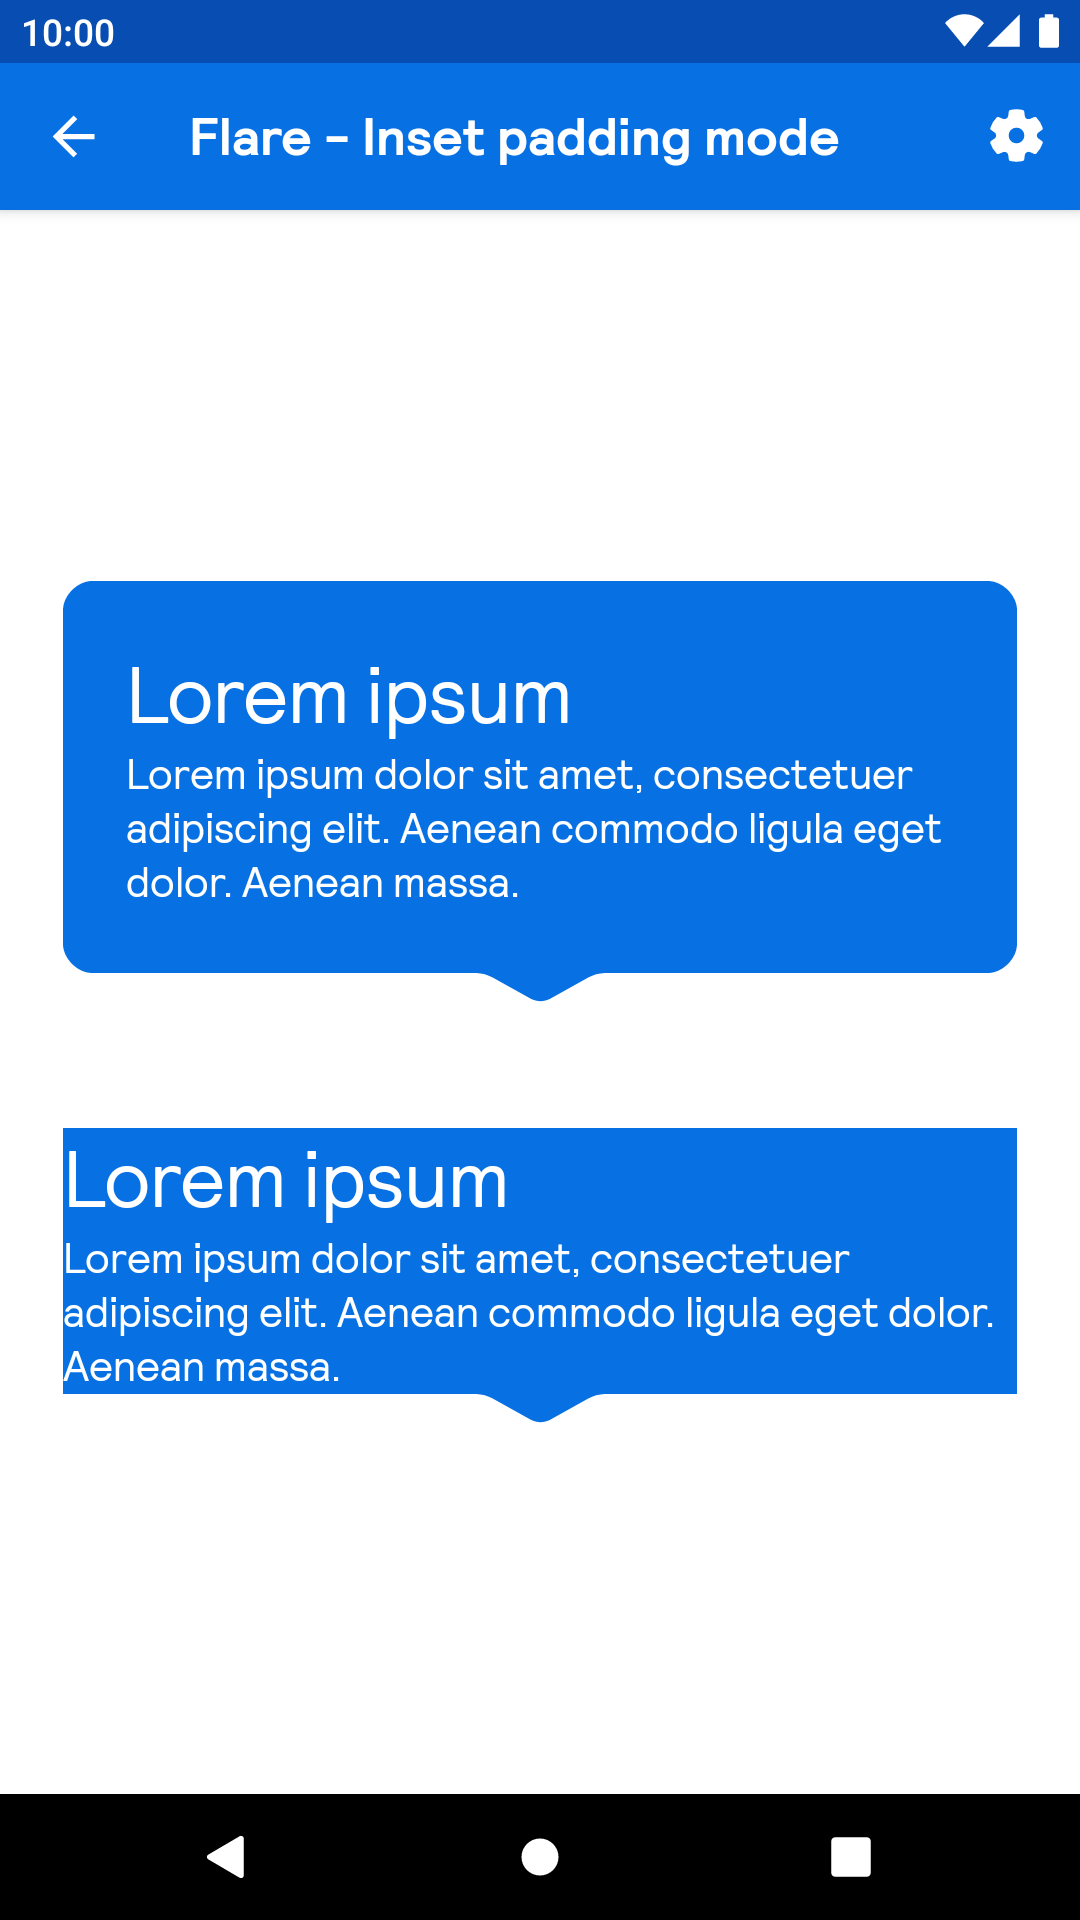 10:00
Flare - Inset padding mode
Lorem ipsum
Lorem ipsum dolor sit amet, consectetuer
adipiscing elit. Aenean commodo ligula eget
dolor. Aenean massa.
Lorem ipsum
Lorem ipsum dolor sit amet, consectetuer
adipiscing elit. Aenean commodo ligula eget dolor.
Aenean massa.